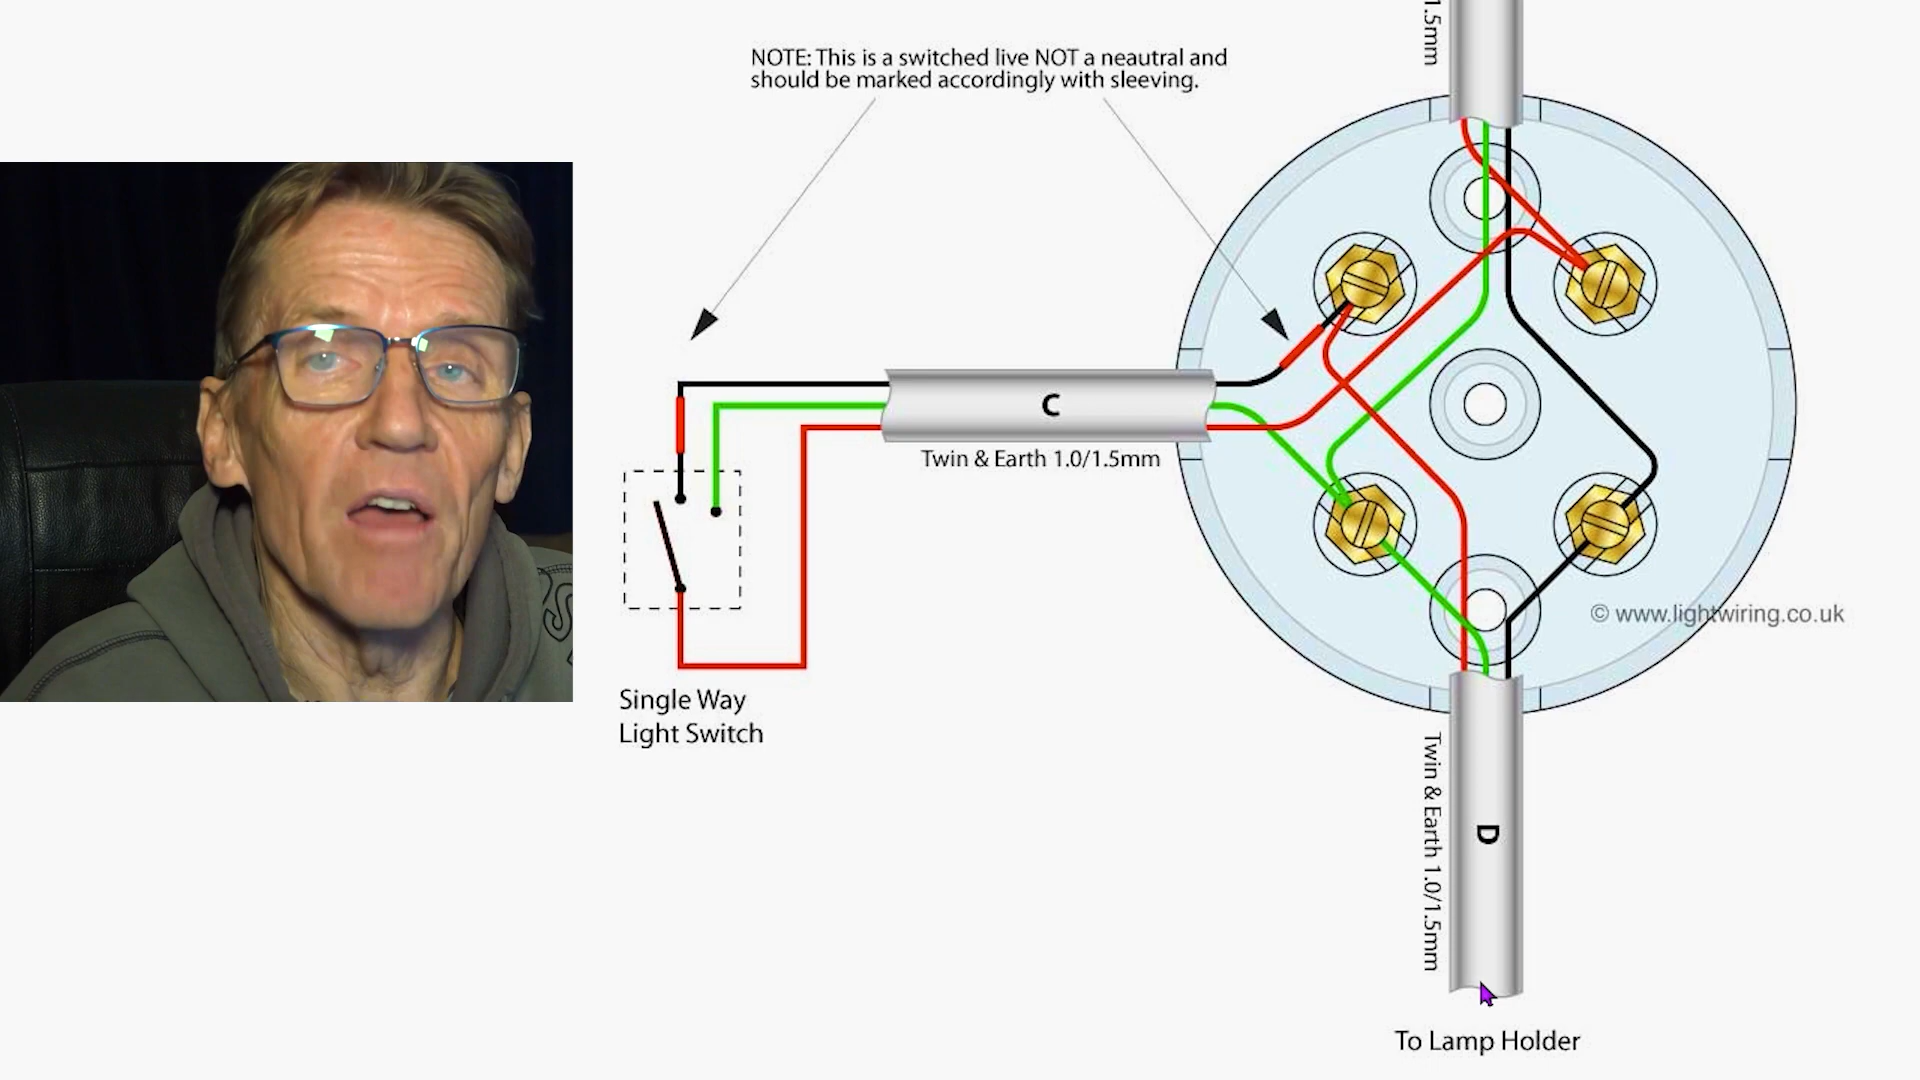 1.5mm
NOTE: This is a switched live NOT a neautral and
should be marked accordingly with sleeving.
C
Twin & Earth 1.0/1.5mm
© www.lightwiring.co.uk
Single Way
Light Switch
Twin & Earth 1.0/1.5mm
D
To Lamp Holder